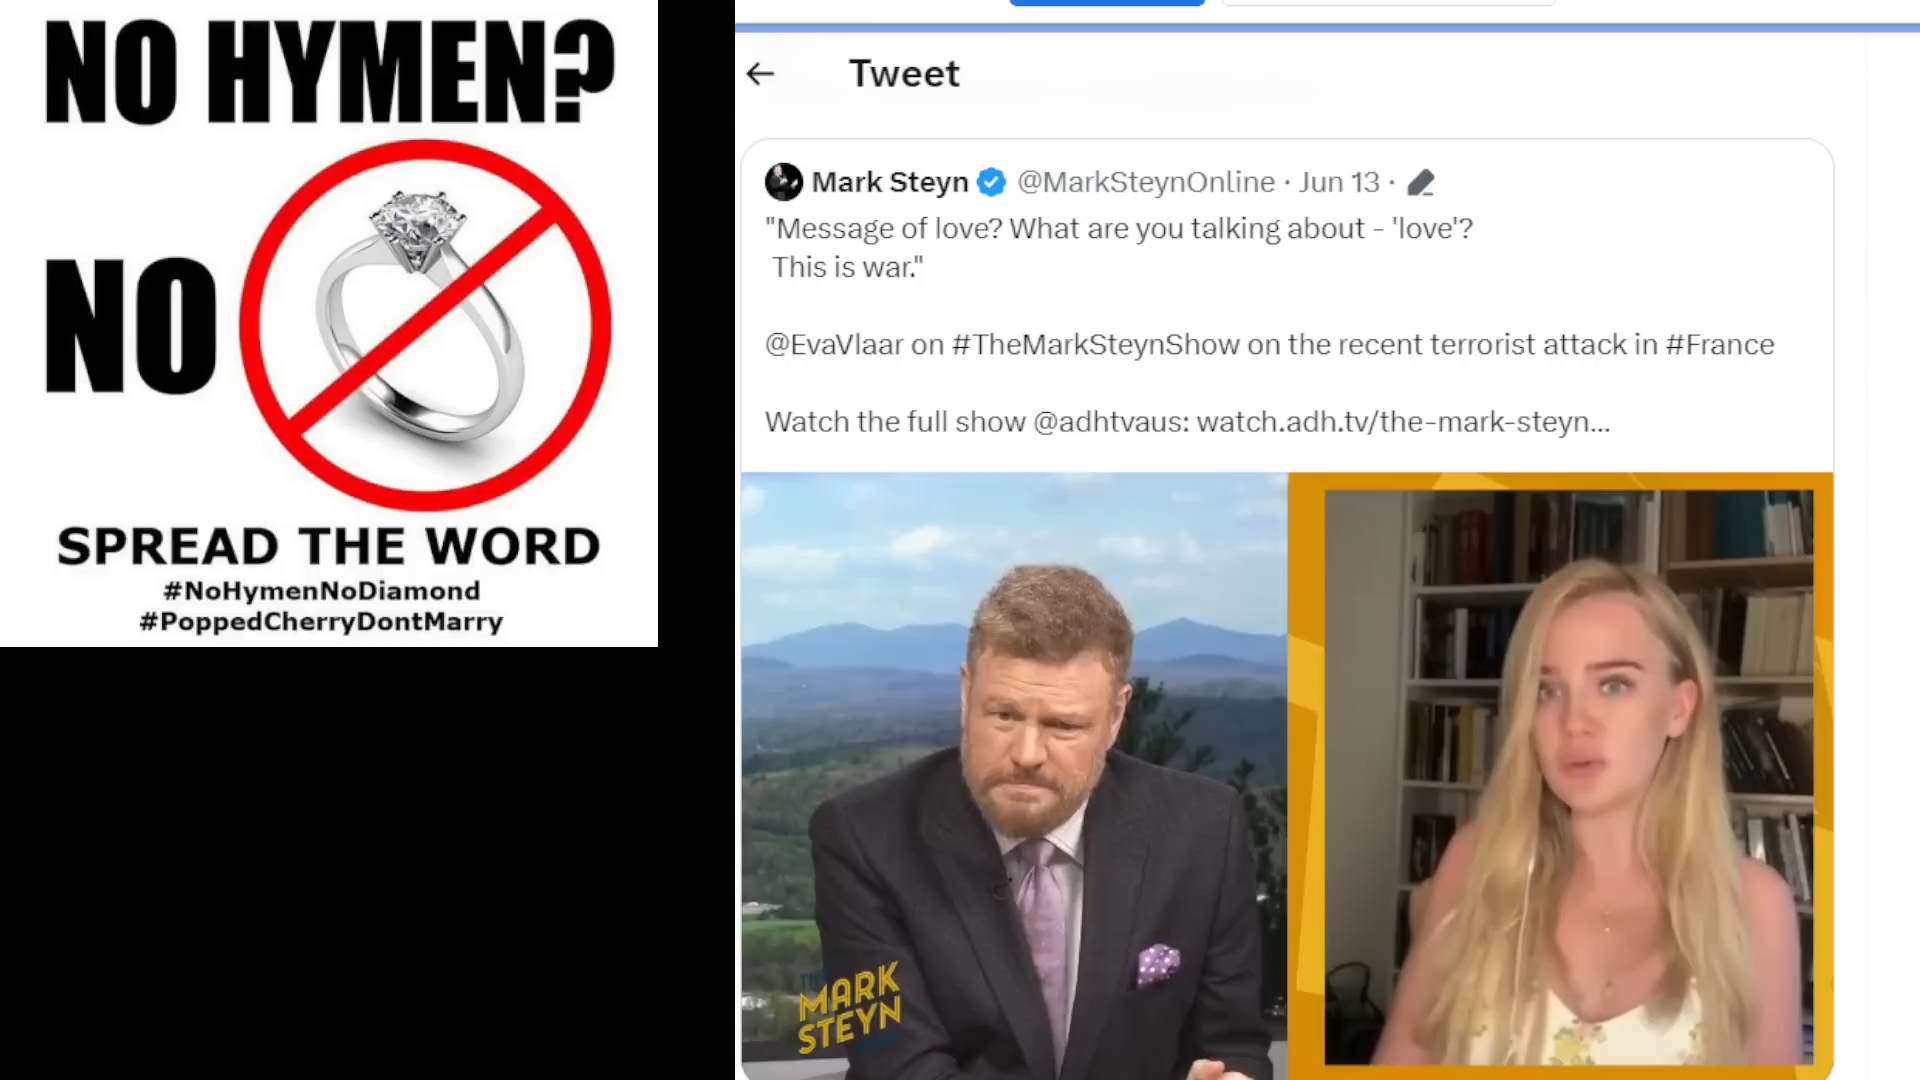 NO HYMEN?
NO
SPREAD THE WORD
#NoHymenNoDiamond
#PoppedCherryDontMarry
Tweet
Mark Steyn @MarkSteynOnline · Jun 13 ·
"Message of love? What are you talking about - 'love'?
This is war."
@EvaVlaar on #TheMarkSteynShow on the recent terrorist attack in #France
Watch the full show @adhtvaus: watch.adh.tv/the-mark-steyn...
THE
MARK
STEYN